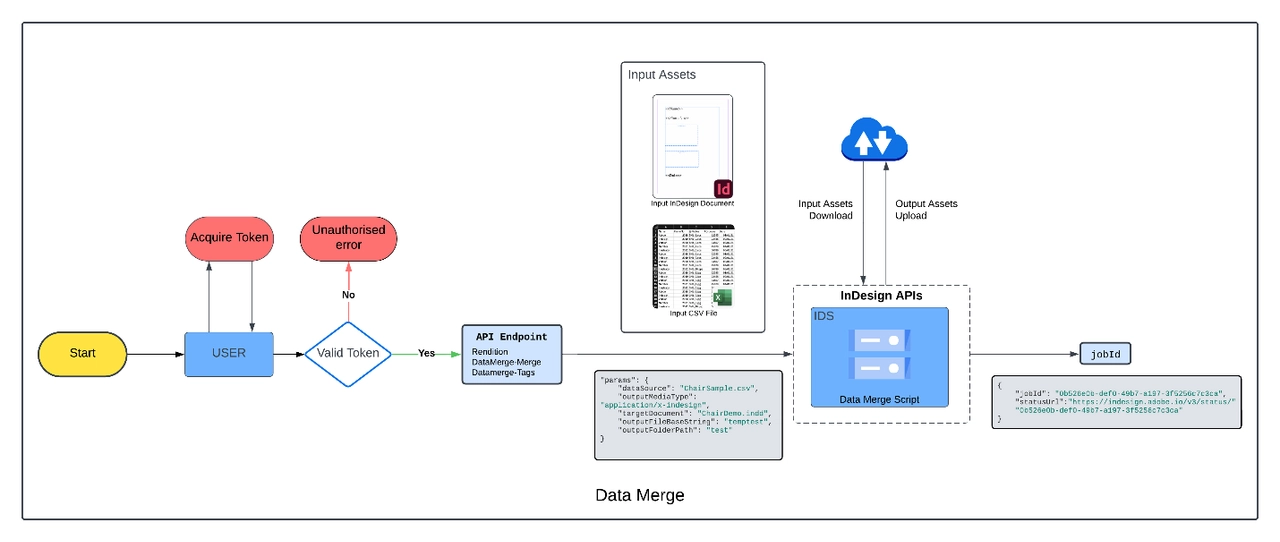 Input Assets
Id
Input InDesign Document
X
Input CSV File
Input Assets
Download
Output Assets
Upload
Acquire Token
Unauthorised
error
No
Start
USER
Valid Token
Yes
API Endpoint
Rendition
DataMerge-Merge
Datamerge-Tags
InDesign APIs
IDS
Data Merge Script
jobId
"params": {
"dataSource": "ChairSample.csv",
"outputMediaType":
"application/x-indesign",
"targetDocument": "ChairDemo.indd",
"outputFileBaseString": "temptest",
"outputFolderPath": "test"
}
{
"jobId": "0b526e0b-def0-49b7-a197-3f5256c7c3ca",
"statusUrl":"https://indesign.adobe.io/v3/status/"
"0b526e0b-def0-49b7-a197-3f5256c7c3ca"
}
Data Merge